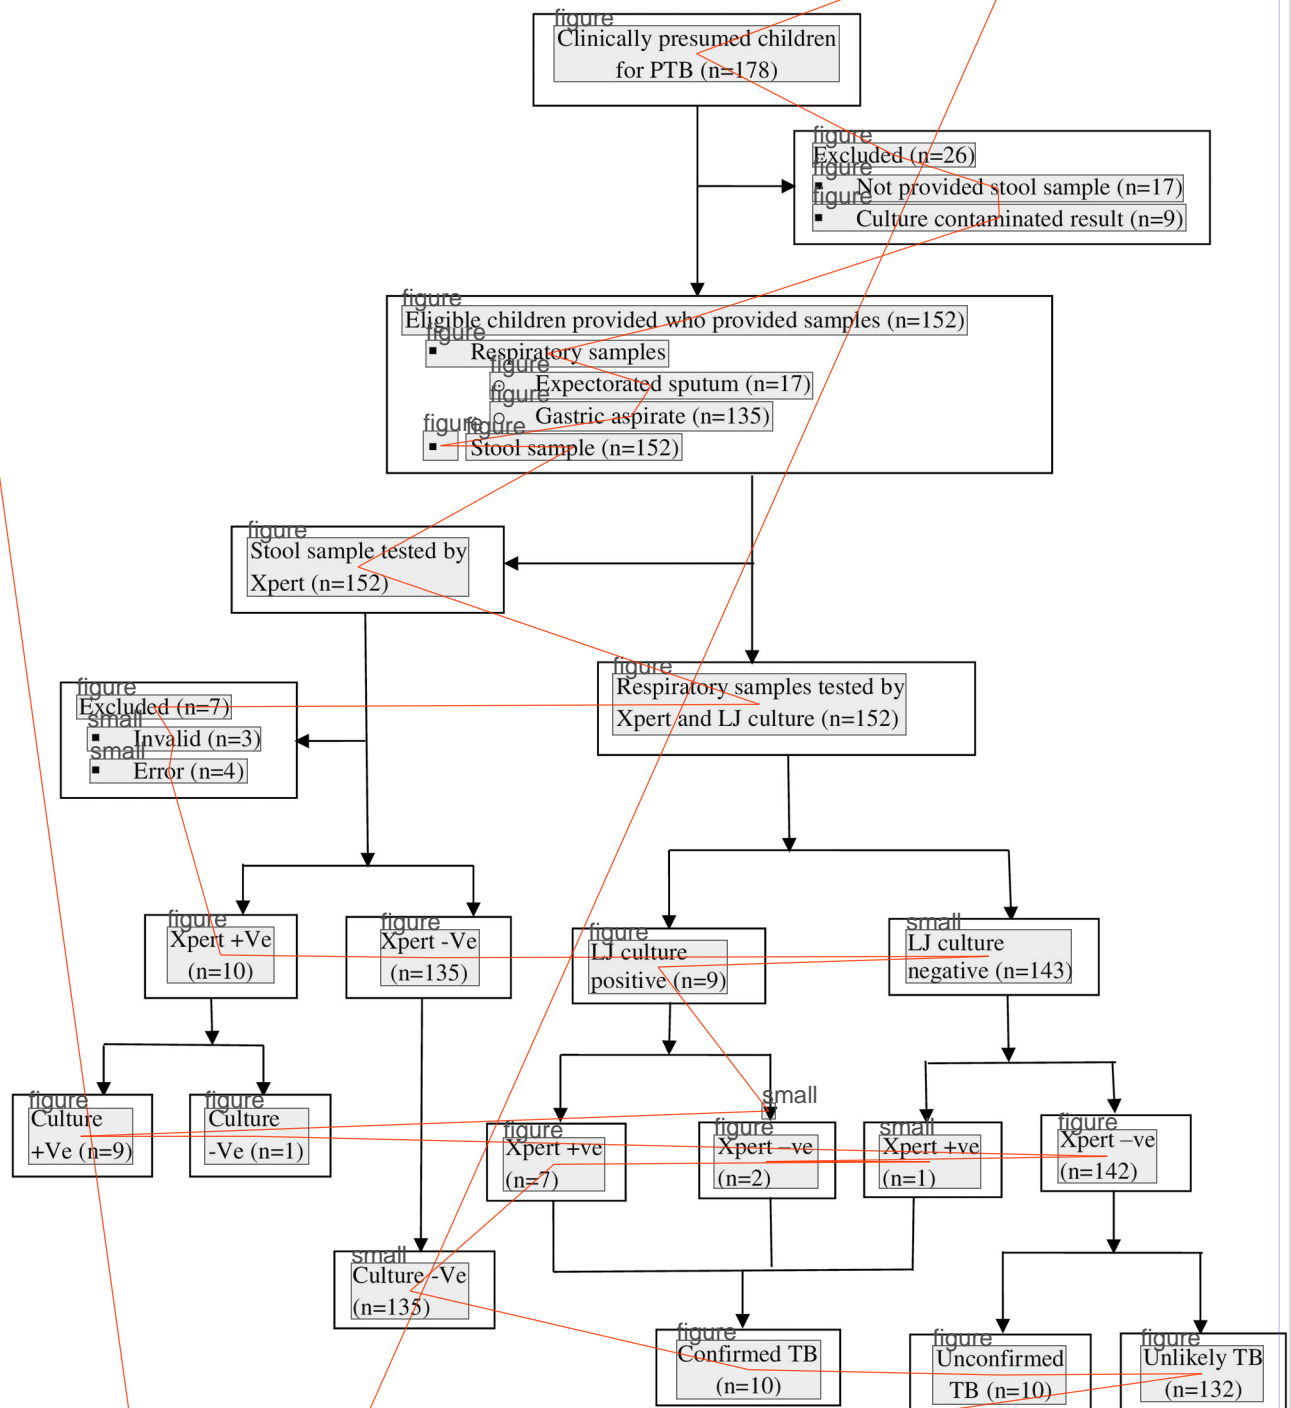 figure
Clinically presumed children
for PTB (n=178)
figure
Excluded (n=26)
figure
▪ Not provided stool sample (n=17)
figure
▪ Culture contaminated result (n=9)
figure
Eligible children provided who provided samples (n=152)
figure
▪ Respiratory samples
figure
○ Expectorated sputum (n=17)
figure
○ Gastric aspirate (n=135)
figure figure
▪ Stool sample (n=152)
figure
Stool sample tested by
Xpert (n=152)
figure
Respiratory samples tested by
Xpert and LJ culture (n=152)
figure
Excluded (n=7)
small
▪ Invalid (n=3)
small
▪ Error (n=4)
figure
Xpert +Ve
(n=10)
figure
Xpert -Ve
(n=135)
figure
LJ culture
positive (n=9)
small
LJ culture
negative (n=143)
figure
Culture
+Ve (n=9)
figure
Culture
-Ve (n=1)
small
figure
Xpert +ve
(n=7)
figure
Xpert –ve
(n=2)
small
Xpert +ve
(n=1)
figure
Xpert –ve
(n=142)
small
Culture -Ve
(n=135)
figure
Confirmed TB
(n=10)
figure
Unconfirmed
TB (n=10)
figure
Unlikely TB
(n=132)